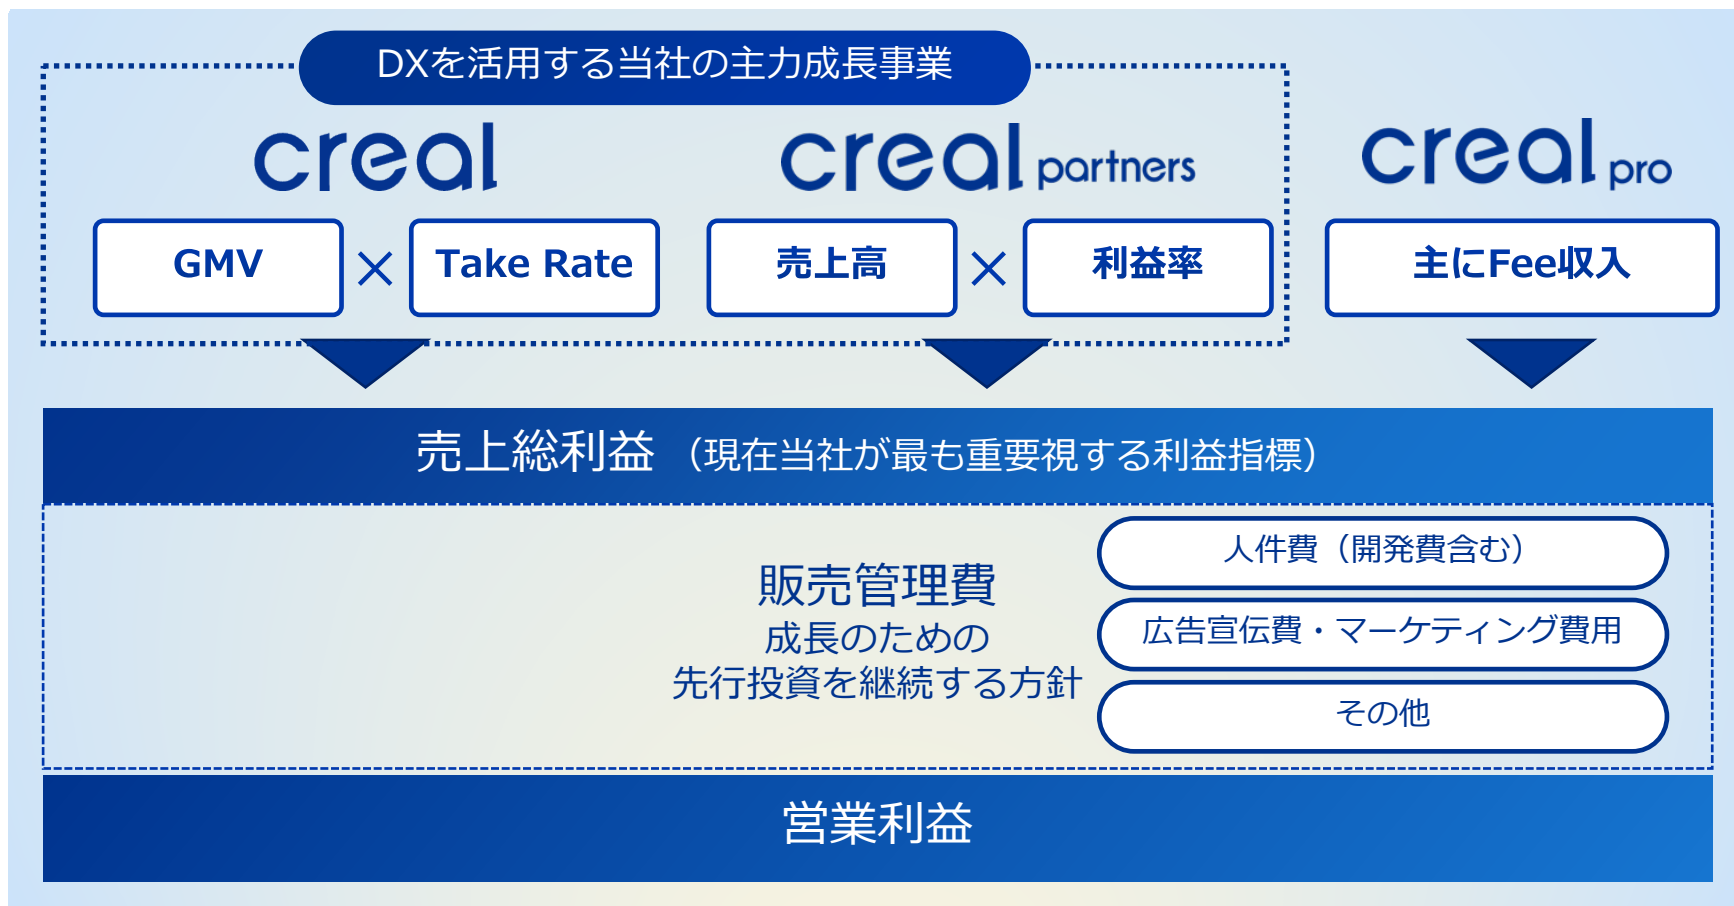 DXを活用する当社の主力成長事業
creal
creal partners
creal pro
GMV × Take Rate
売上高 × 利益率
主にFee収入
売上総利益（現在当社が最も重要視する利益指標）
販売管理費
成長のための
先行投資を継続する方針
人件費（開発費含む）
広告宣伝費・マーケティング費用
その他
営業利益